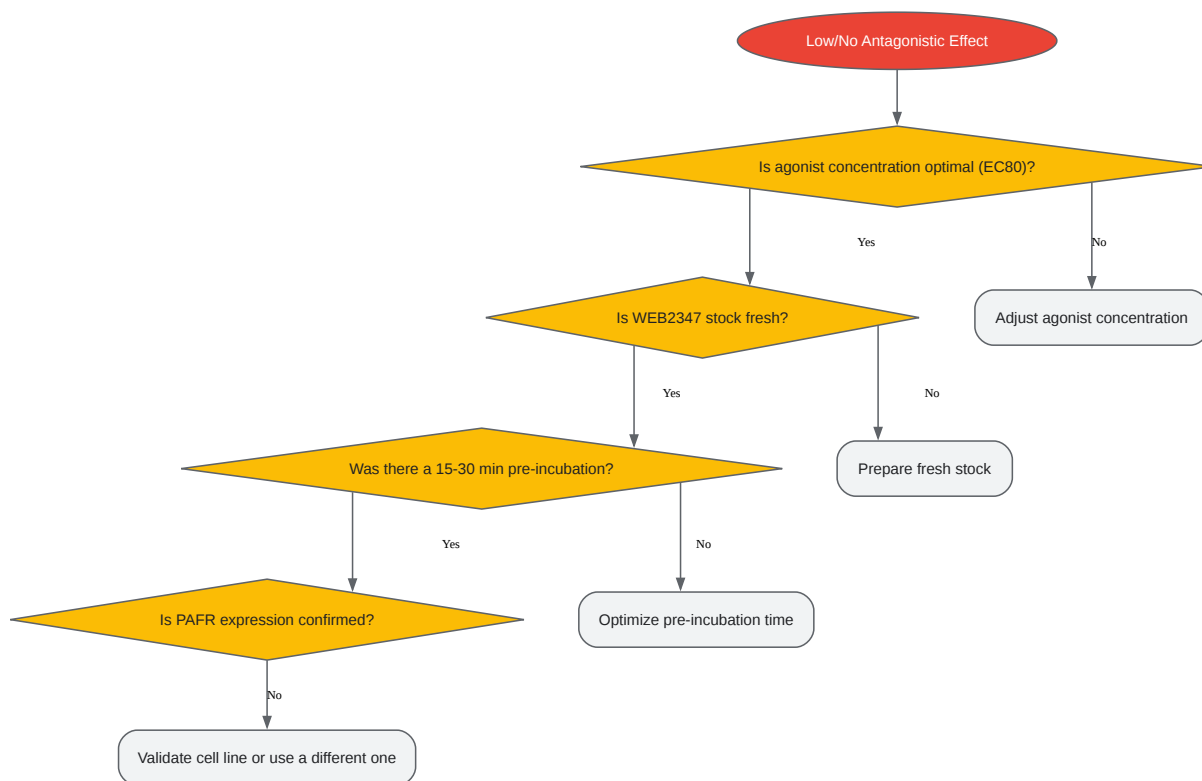 Low/No Antagonistic Effect
Is agonist concentration optimal (EC80)?
Yes
No
Is WEB2347 stock fresh?
Adjust agonist concentration
Yes
No
Was there a 15-30 min pre-incubation?
Prepare fresh stock
Yes
No
Is PAFR expression confirmed?
Optimize pre-incubation time
No
Validate cell line or use a different one